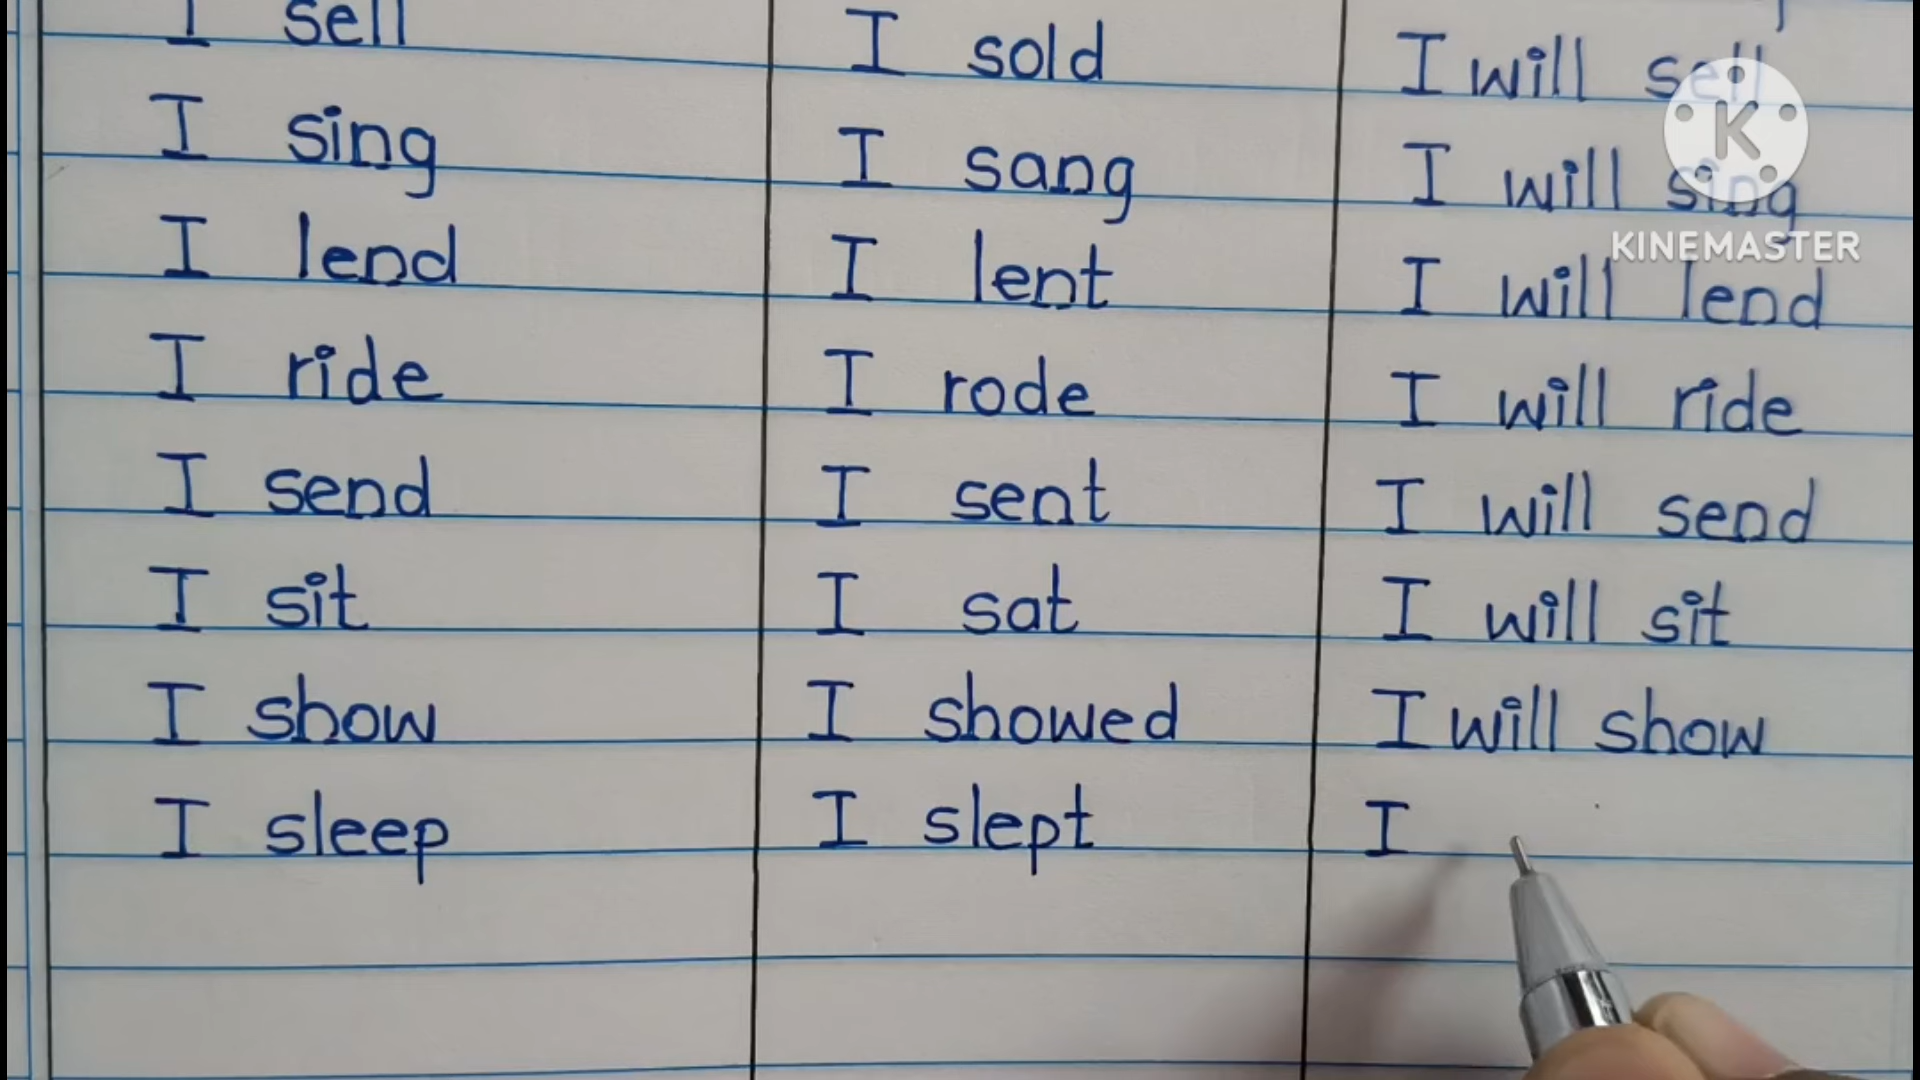 I sell I sold I will sell
I sing I sang I will sing
KINEMASTER
I lend I lent I will lend
I ride I rode I will ride
I send I sent I will send
I sit I sat I will sit
I show I showed I will show
I sleep I slept I